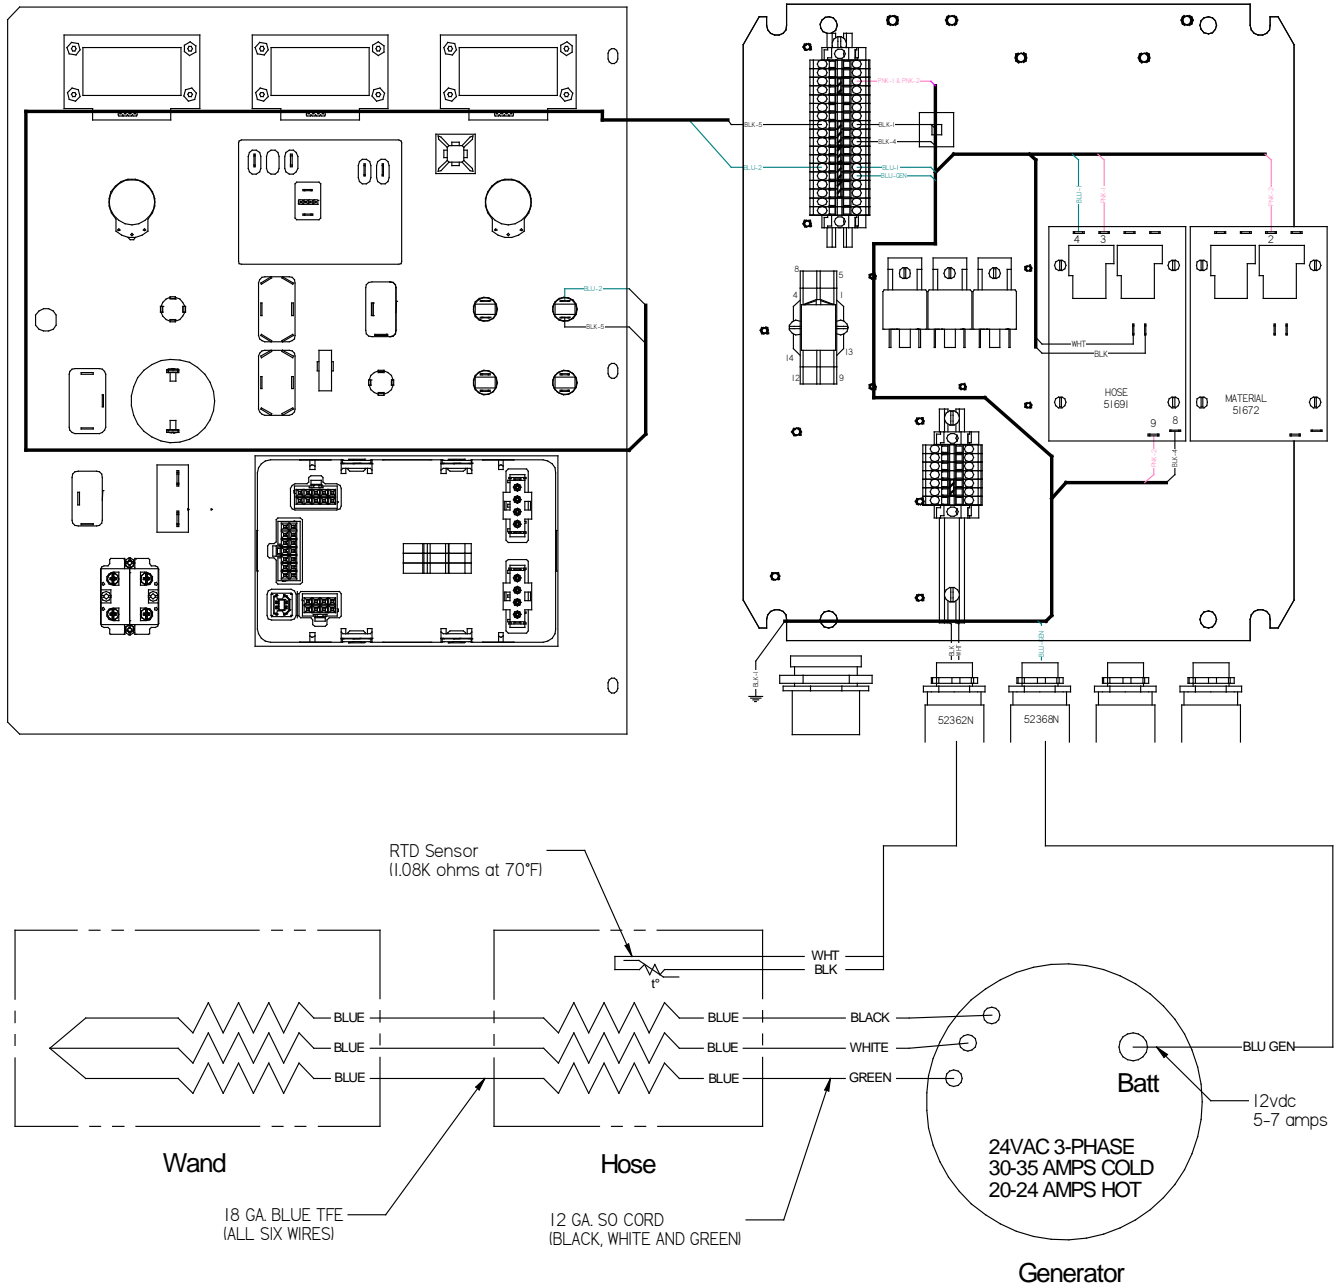 PNK-1 & PNK-2
BLK-5
BLK-1
BLK-4
BLU-2
BLU-1
BLU-GEN
BLU-1
PNK-1
PNK-2
4
3
2
BLU-2
BLK-5
8
5
4
1
14
13
12
9
WHT
BLK
HOSE
51691
MATERIAL
51672
9
8
PNK-2
BLK-4
BLK-1
BLK
WHT
BLU-GEN
52362N
52368N
RTD Sensor
(1.08K ohms at 70°F)
WHT
BLK
t°
BLUE
BLUE
BLACK
BLUE
BLUE
WHITE
BLUE
BLUE
GREEN
BLU GEN
Batt
12vdc
5-7 amps
24VAC 3-PHASE
30-35 AMPS COLD
20-24 AMPS HOT
Wand
Hose
18 GA. BLUE TFE
(ALL SIX WIRES)
12 GA. SO CORD
(BLACK, WHITE AND GREEN)
Generator